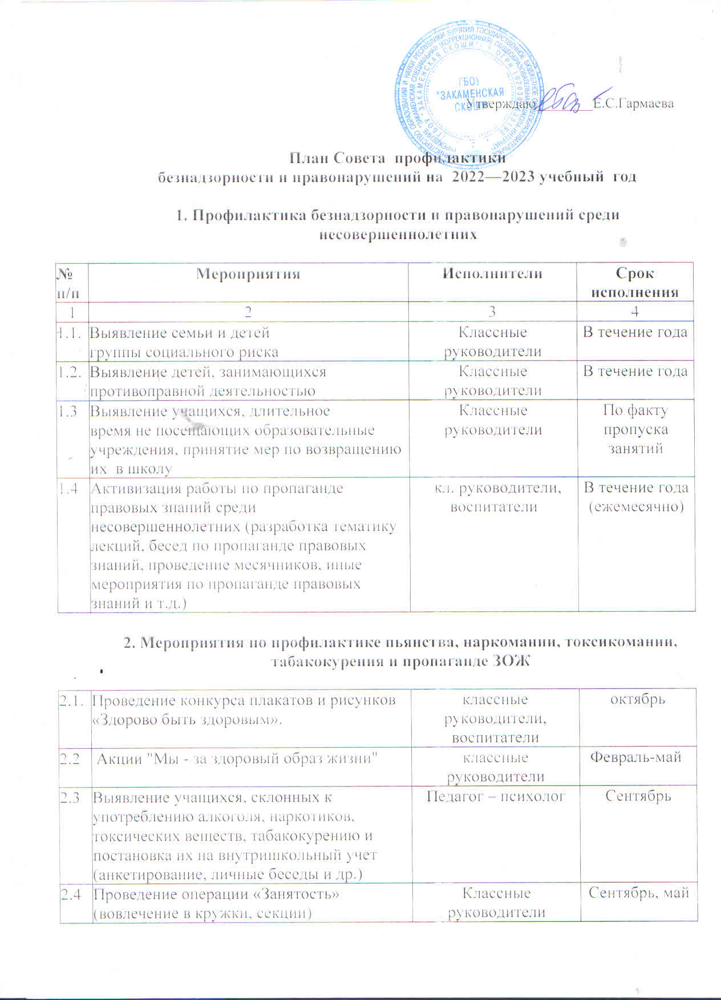 ГБОУ
"ЗАКАМЕНСКАЯ
СКОШИ"
Утверждаю Е.С.Гармаева
План Совета профилактики
безнадзорности и правонарушений на 2022—2023 учебный год
1. Профилактика безнадзорности и правонарушений среди
несовершеннолетних
№ Мероприятия Исполнители Срок
п/п исполнения
1 2 3 4
1.1. Выявление семьи и детей Классные В течение года
группы социального риска руководители
1.2. Выявление детей, занимающихся Классные В течение года
противоправной деятельностью руководители
1.3 Выявление учащихся, длительное Классные По факту
время не посещающих образовательные руководители пропуска
учреждения, принятие мер по возвращению занятий
их в школу
1.4 Активизация работы по пропаганде кл. руководители, В течение года
правовых знаний среди воспитатели (ежемесячно)
несовершеннолетних (разработка тематику
лекций, бесед по пропаганде правовых
знаний, проведение месячников, иные
мероприятия по пропаганде правовых
знаний и т.д.)
2. Мероприятия по профилактике пьянства, наркомании, токсикомании,
табакокурения и пропаганде ЗОЖ
2.1. Проведение конкурса плакатов и рисунков классные октябрь
«Здорово быть здоровым». руководители,
воспитатели
2.2 Акции "Мы - за здоровый образ жизни" классные Февраль-май
руководители
2.3 Выявление учащихся, склонных к Педагог – психолог Сентябрь
употреблению алкоголя, наркотиков,
токсических веществ, табакокурению и
постановка их на внутришкольный учет
(анкетирование, личные беседы и др.)
2.4 Проведение операции «Занятость» Классные Сентябрь, май
(вовлечение в кружки, секции) руководители